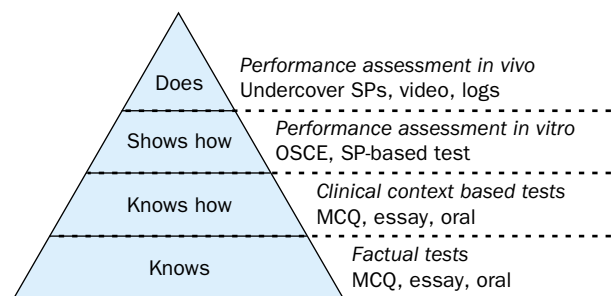 Does
Performance assessment in vivo
Undercover SPs, video, logs
Shows how
Performance assessment in vitro
OSCE, SP-based test
Knows how
Clinical context based tests
MCQ, essay, oral
Knows
Factual tests
MCQ, essay, oral